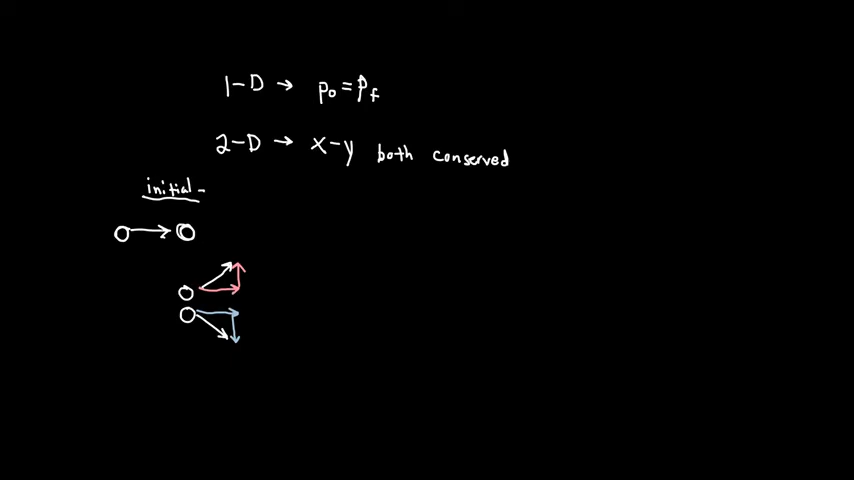 1-D → p₀ = p_f
2-D → x-y both conserved
initial -